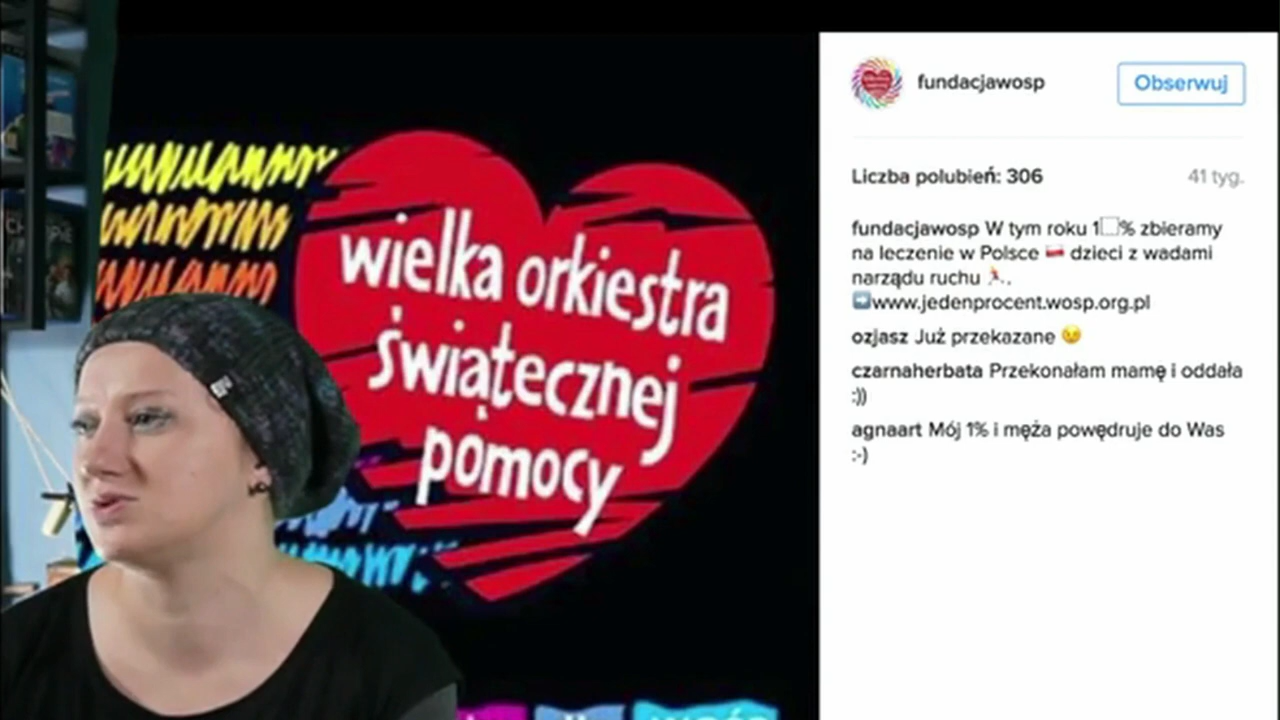 wielka orkiestra
świątecznej
pomocy
fundacjawosp
Obserwuj
Liczba polubień: 306
41 tyg.
fundacjawosp W tym roku 1□% zbieramy
na leczenie w Polsce 🇵🇱 dzieci z wadami
narządu ruchu 🏃.
➡️www.jedenprocent.wosp.org.pl
ozjasz Już przekazane 😉
czarnaherbata Przekonałam mamę i oddała
:))
agnaart Mój 1% i męża powędruje do Was
:-)